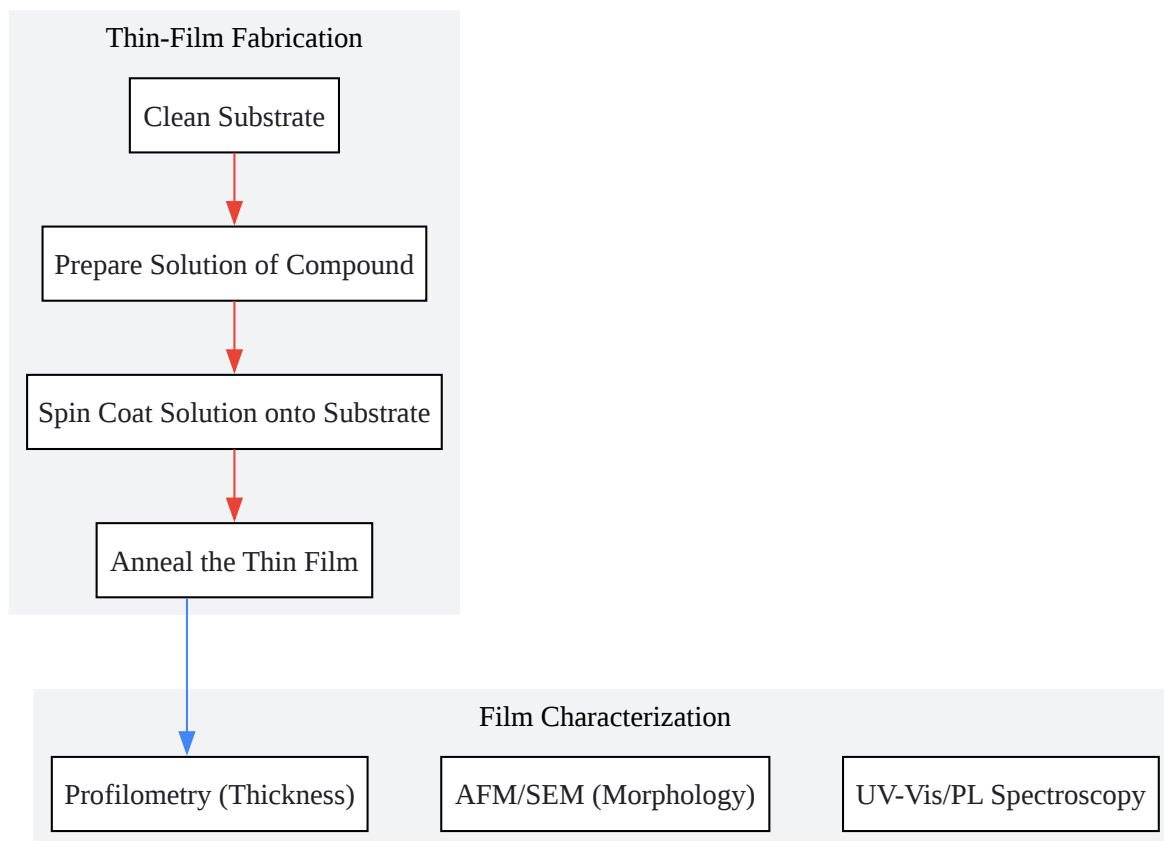 Thin-Film Fabrication
Clean Substrate
Prepare Solution of Compound
Spin Coat Solution onto Substrate
Anneal the Thin Film
Film Characterization
Profilometry (Thickness)
AFM/SEM (Morphology)
UV-Vis/PL Spectroscopy